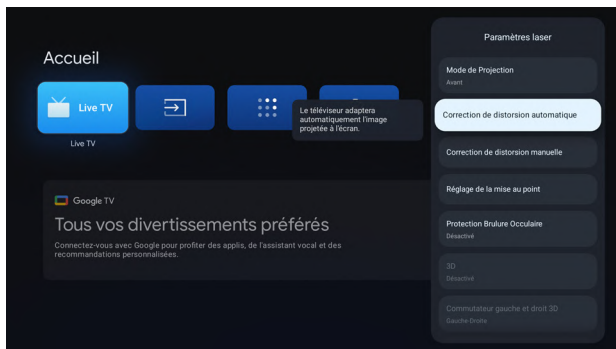 Accueil
Live TV
Live TV
Le téléviseur adaptera
automatiquement l'image
projetée à l'écran.
Google TV
Tous vos divertissements préférés
Connectez-vous avec Google pour profiter des applis, de l'assistant vocal et des
recommandations personnalisées.
Paramètres laser
Mode de Projection
Avant
Correction de distorsion automatique
Correction de distorsion manuelle
Réglage de la mise au point
Protection Brulure Occulaire
Désactivé
3D
Désactivé
Commutateur gauche et droit 3D
Gauche-Droite